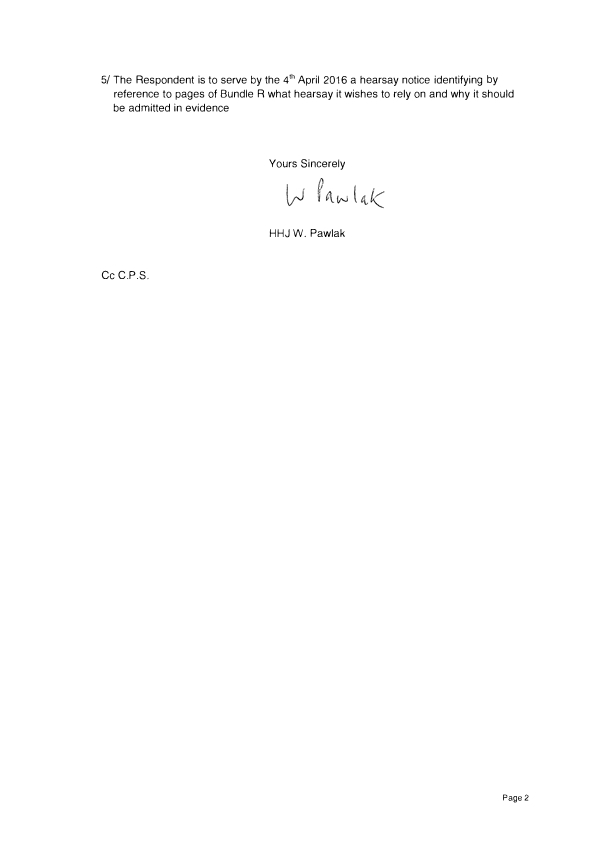 5/ The Respondent is to serve by the 4th April 2016 a hearsay notice identifying by
reference to pages of Bundle R what hearsay it wishes to rely on and why it should
be admitted in evidence
Yours Sincerely
W Pawlak
HHJ W. Pawlak
Cc C.P.S.
Page 2